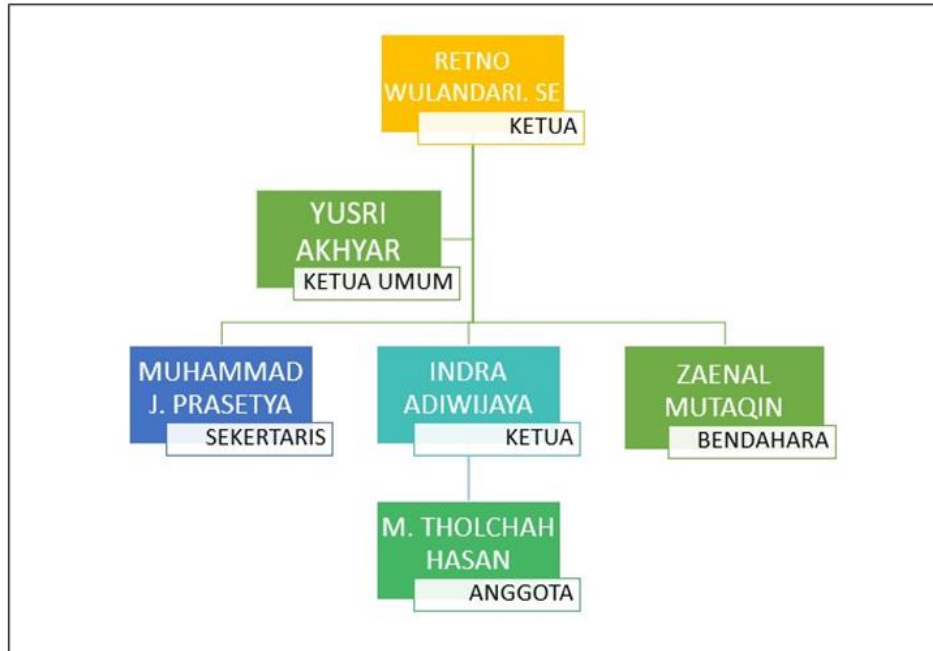 RETNO
WULANDARI. SE
KETUA
YUSRI
AKHYAR
KETUA UMUM
MUHAMMAD
J. PRASETYA
SEKERTARIS
INDRA
ADIWIJAYA
KETUA
ZAENAL
MUTAQIN
BENDAHARA
M. THOLCHAH
HASAN
ANGGOTA